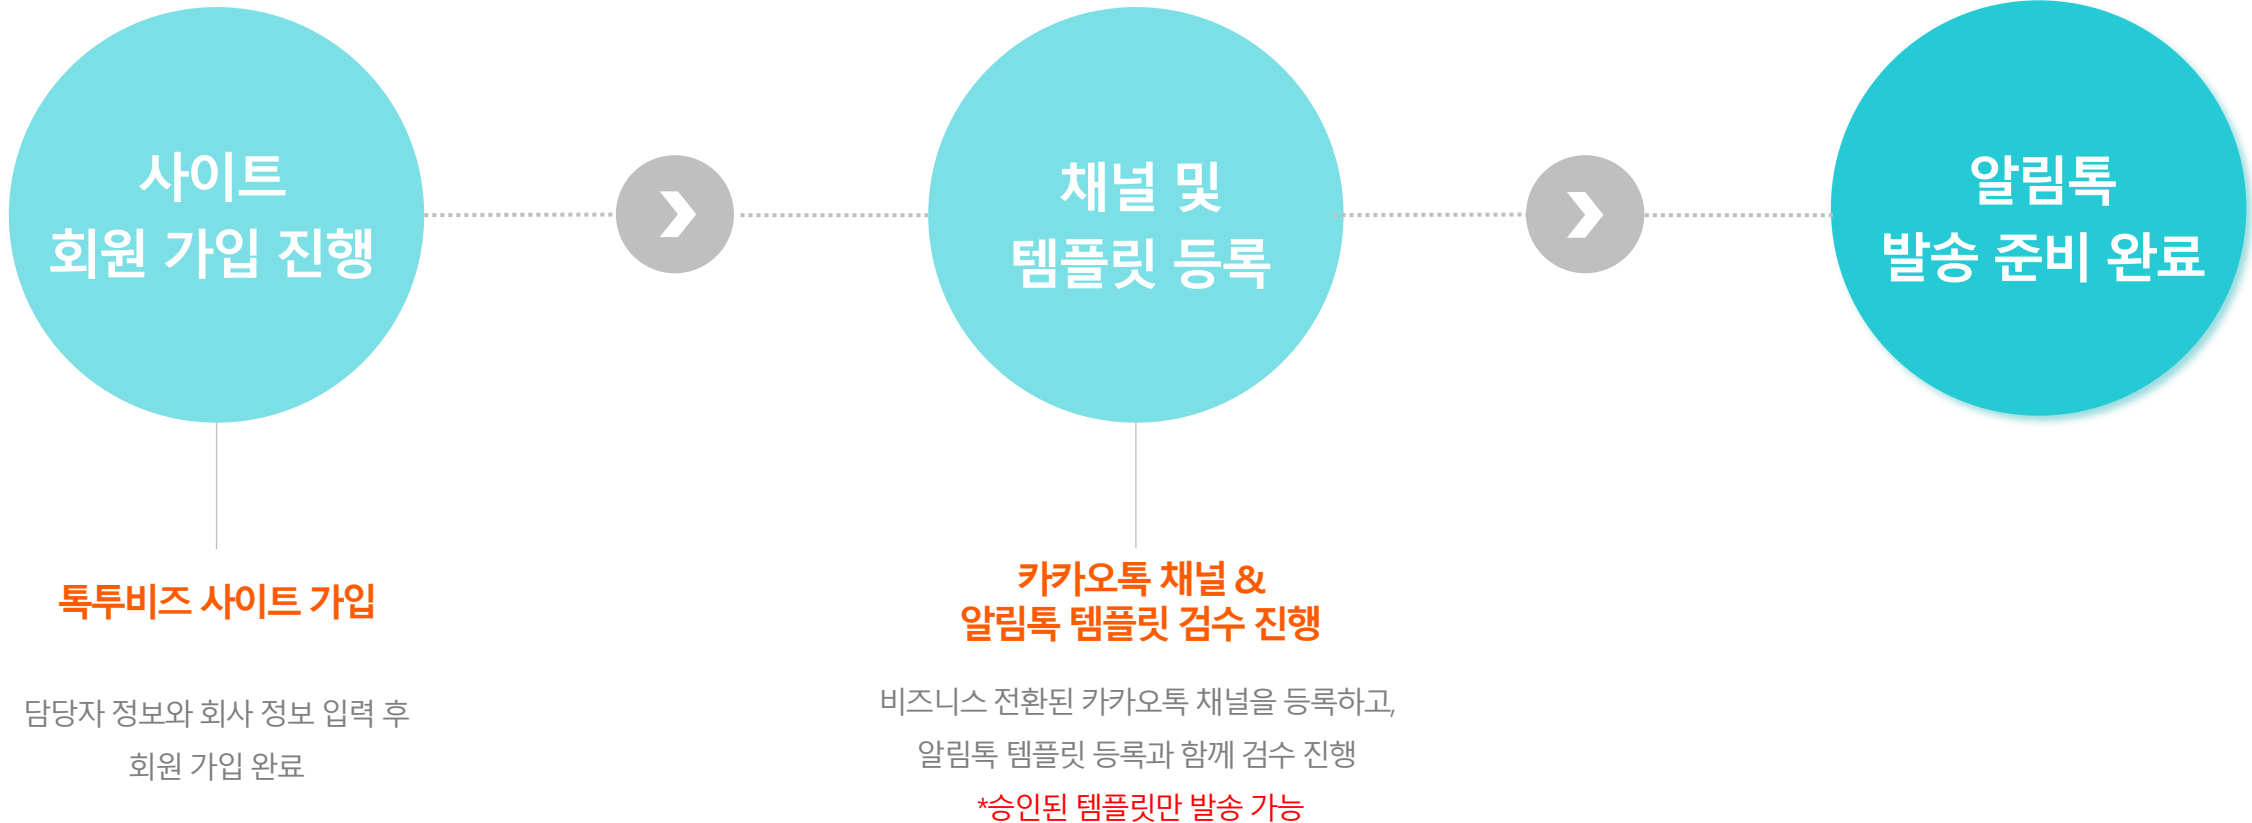 사이트
회원 가입 진행
채널 및
템플릿 등록
알림톡
발송 준비 완료
톡투비즈 사이트 가입
담당자 정보와 회사 정보 입력 후
회원 가입 완료
카카오톡 채널 &
알림톡 템플릿 검수 진행
비즈니스 전환된 카카오톡 채널을 등록하고,
알림톡 템플릿 등록과 함께 검수 진행
*승인된 템플릿만 발송 가능